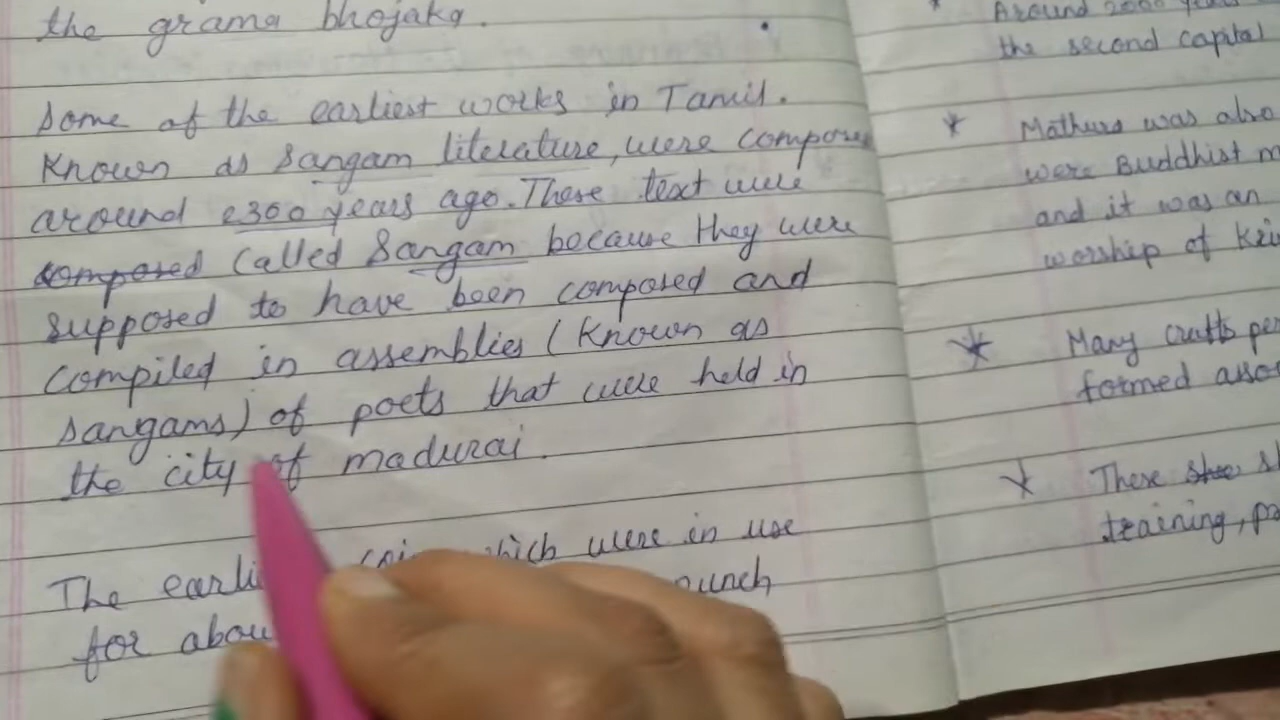 the grama bhojaka.
Some of the earliest works in Tamil.
Known as Sangam literature, were compose
around 2300 years ago. These text were
composed called Sangam because they were
supposed to have been composed and
compiled in assemblies (Known as
sangams) of poets that were held in
the city of madurai.
The which were in use
for punch
Around 2000
the second capital
* Mathura was also
were Buddhist m
and it was an
worship of
* Many crafts
formed
* These
training,